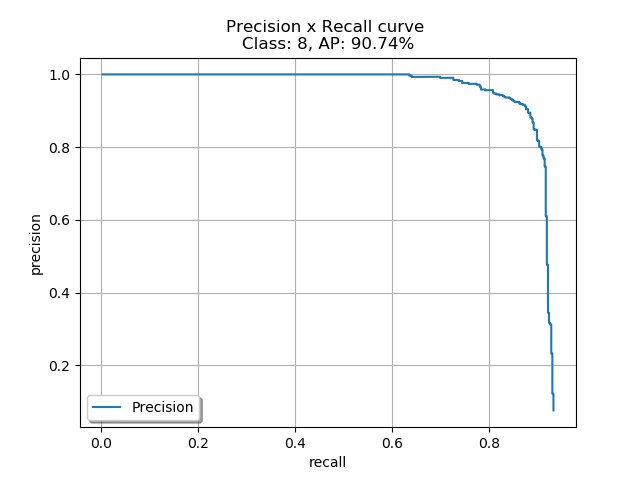 Precision x Recall curve
Class: 8, AP: 90.74%
1.0
0.8
0.6
0.4
0.2
precision
Precision
0.0 0.2 0.4 0.6 0.8
recall